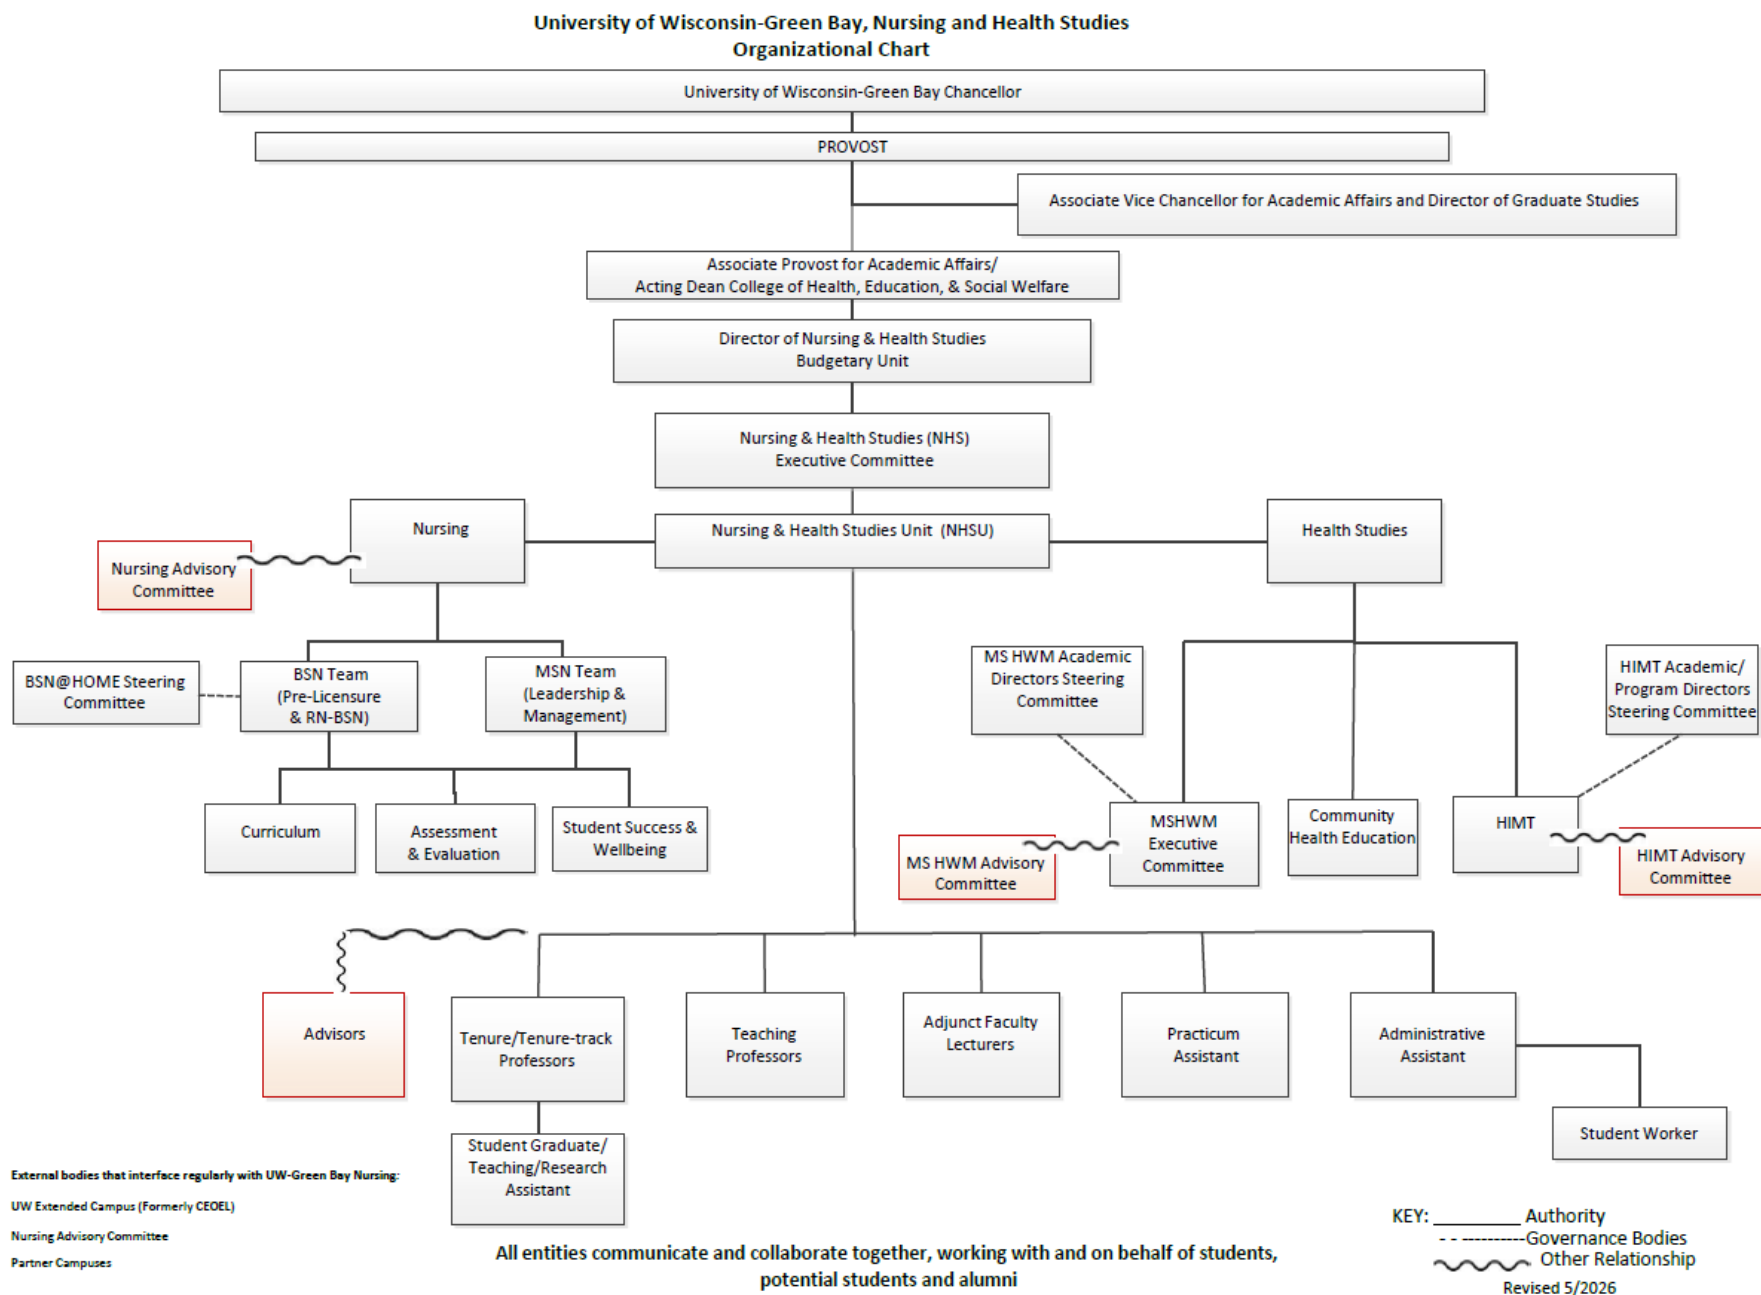 University of Wisconsin-Green Bay, Nursing and Health Studies
Organizational Chart
University of Wisconsin-Green Bay Chancellor
PROVOST
Associate Vice Chancellor for Academic Affairs and Director of Graduate Studies
Associate Provost for Academic Affairs/
Acting Dean College of Health, Education, & Social Welfare
Director of Nursing & Health Studies
Budgetary Unit
Nursing & Health Studies (NHS)
Executive Committee
Nursing
Nursing & Health Studies Unit (NHSU)
Health Studies
Nursing Advisory
Committee
BSN@HOME Steering
Committee
BSN Team
(Pre-Licensure
& RN-BSN)
MSN Team
(Leadership &
Management)
MS HWM Academic
Directors Steering
Committee
HIMT Academic/
Program Directors
Steering Committee
Curriculum
Assessment
& Evaluation
Student Success &
Wellbeing
MS HWM Advisory
Committee
MSHWM
Executive
Committee
Community
Health Education
HIMT
HIMT Advisory
Committee
Advisors
Tenure/Tenure-track
Professors
Teaching
Professors
Adjunct Faculty
Lecturers
Practicum
Assistant
Administrative
Assistant
Student Graduate/
Teaching/Research
Assistant
Student Worker
External bodies that interface regularly with UW-Green Bay Nursing:
UW Extended Campus (Formerly CEOEL)
Nursing Advisory Committee
Partner Campuses
All entities communicate and collaborate together, working with and on behalf of students,
potential students and alumni
KEY: Authority
Governance Bodies
Other Relationship
Revised 5/2026